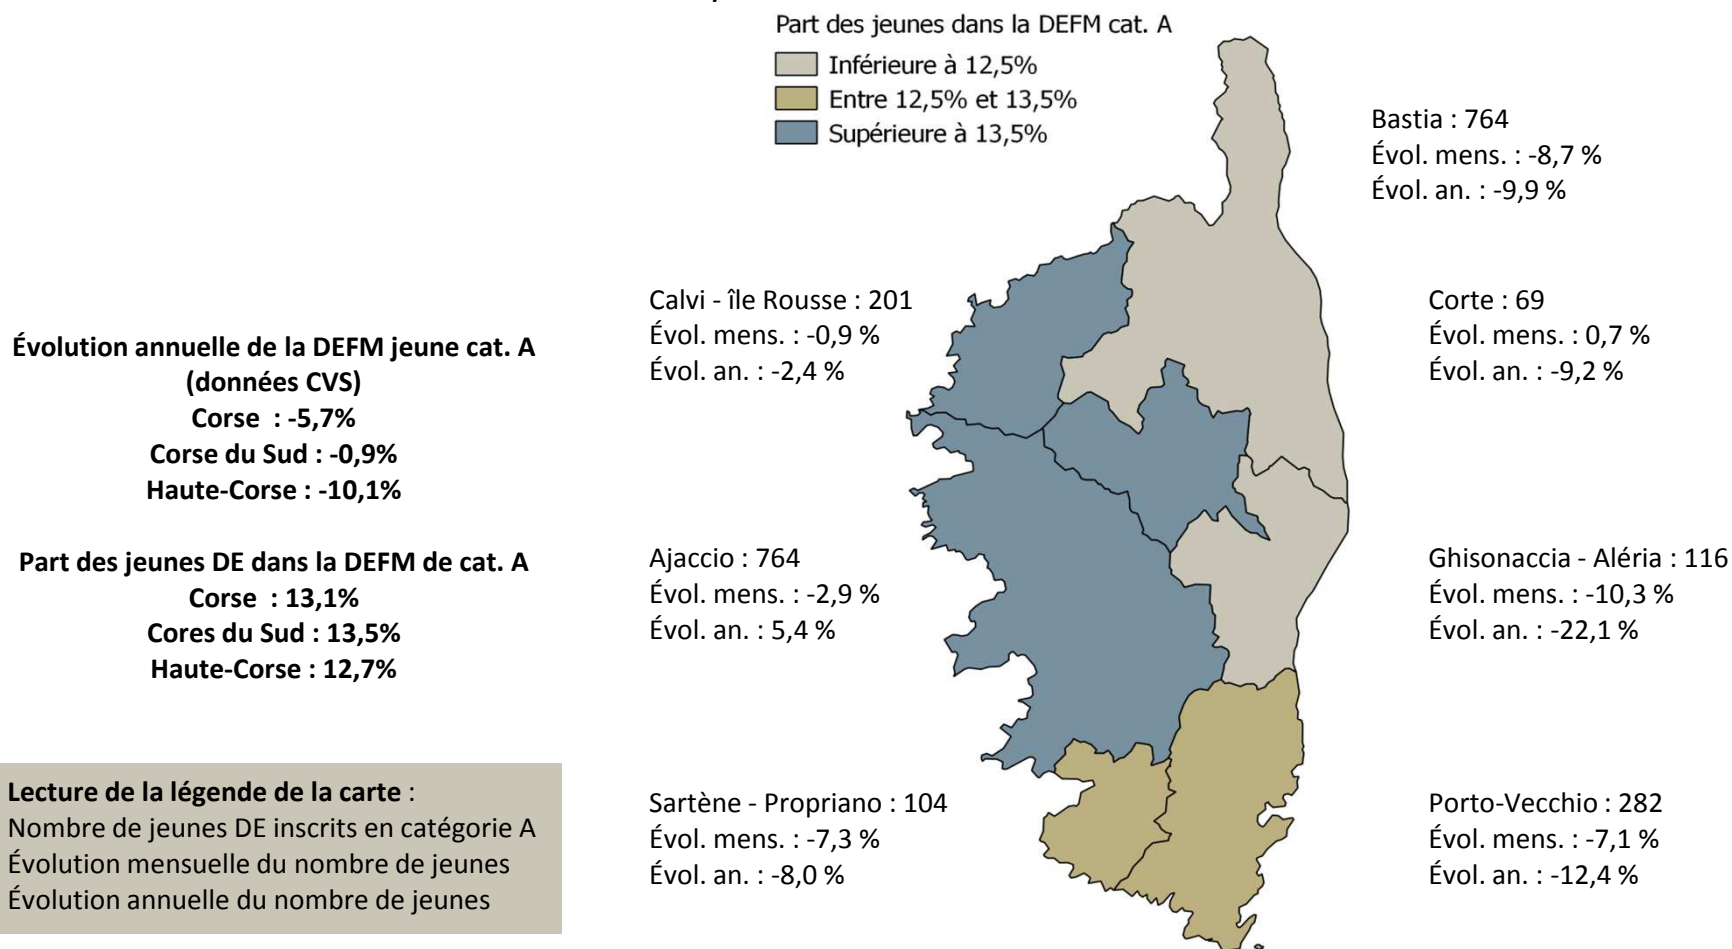 Part des jeunes dans la DEFM cat. A
Inférieure à 12,5%
Entre 12,5% et 13,5%
Supérieure à 13,5%
Bastia : 764
Évol. mens. : -8,7 %
Évol. an. : -9,9 %
Calvi - île Rousse : 201
Évol. mens. : -0,9 %
Évol. an. : -2,4 %
Corte : 69
Évol. mens. : 0,7 %
Évol. an. : -9,2 %
Évolution annuelle de la DEFM jeune cat. A
(données CVS)
Corse : -5,7%
Corse du Sud : -0,9%
Haute-Corse : -10,1%
Part des jeunes DE dans la DEFM de cat. A
Corse : 13,1%
Cores du Sud : 13,5%
Haute-Corse : 12,7%
Ajaccio : 764
Évol. mens. : -2,9 %
Évol. an. : 5,4 %
Ghisonaccia - Aléria : 116
Évol. mens. : -10,3 %
Évol. an. : -22,1 %
Lecture de la légende de la carte :
Nombre de jeunes DE inscrits en catégorie A
Évolution mensuelle du nombre de jeunes
Évolution annuelle du nombre de jeunes
Sartène - Propriano : 104
Évol. mens. : -7,3 %
Évol. an. : -8,0 %
Porto-Vecchio : 282
Évol. mens. : -7,1 %
Évol. an. : -12,4 %